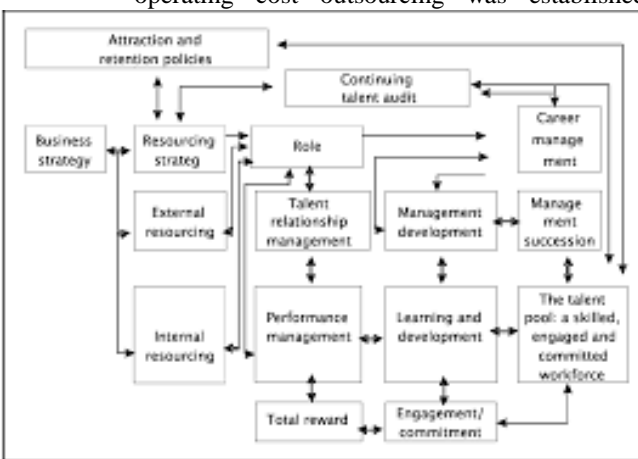 operating cost outsourcing was established
Attraction and
retention policies
Continuing
talent audit
Business
strategy
Resourcing
strateg
Role
Career
manage
ment
External
resourcing
Talent
relationship
management
Management
development
Manage
ment
succession
Internal
resourcing
Performance
management
Learning and
development
The talent
pool: a skilled,
engaged and
committed
workforce
Total reward
Engagement/
commitment